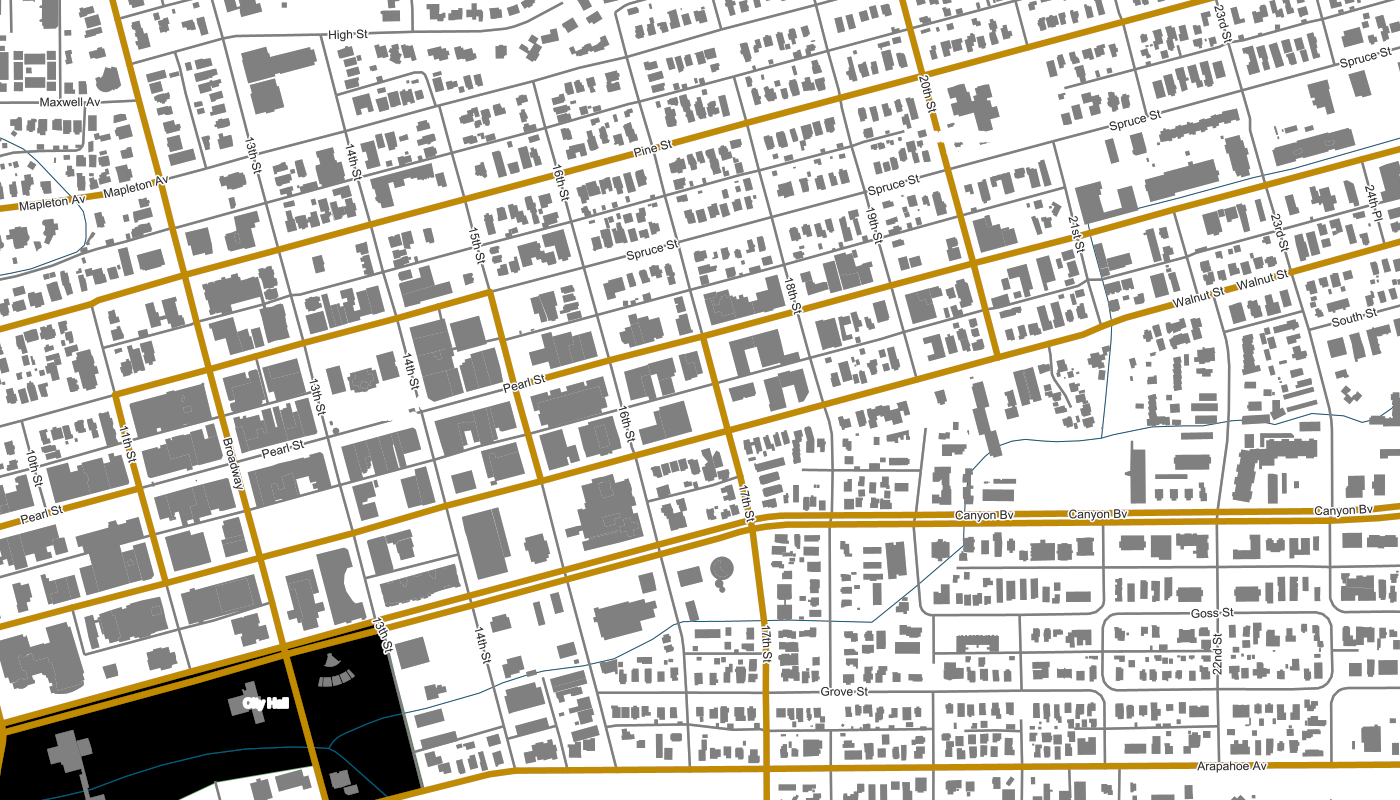 23rd St
High St
Spruce St
Maxwell Av
20th St
Spruce St
13th St
14th St
Pine St
16th St
Mapleton Av
Mapleton Av
Spruce St
24th Pl
15th St
19th St
21st St
23rd St
Spruce St
18th St
Walnut St
Walnut St
South St
14th St
Pearl St
13th St
16th St
11th St
Pearl St
Broadway
10th St
17th St
Pearl St
Canyon Bv
Canyon Bv
Canyon Bv
Goss St
13th St
14th St
17th St
22nd St
Grove St
City Hall
Arapahoe Av